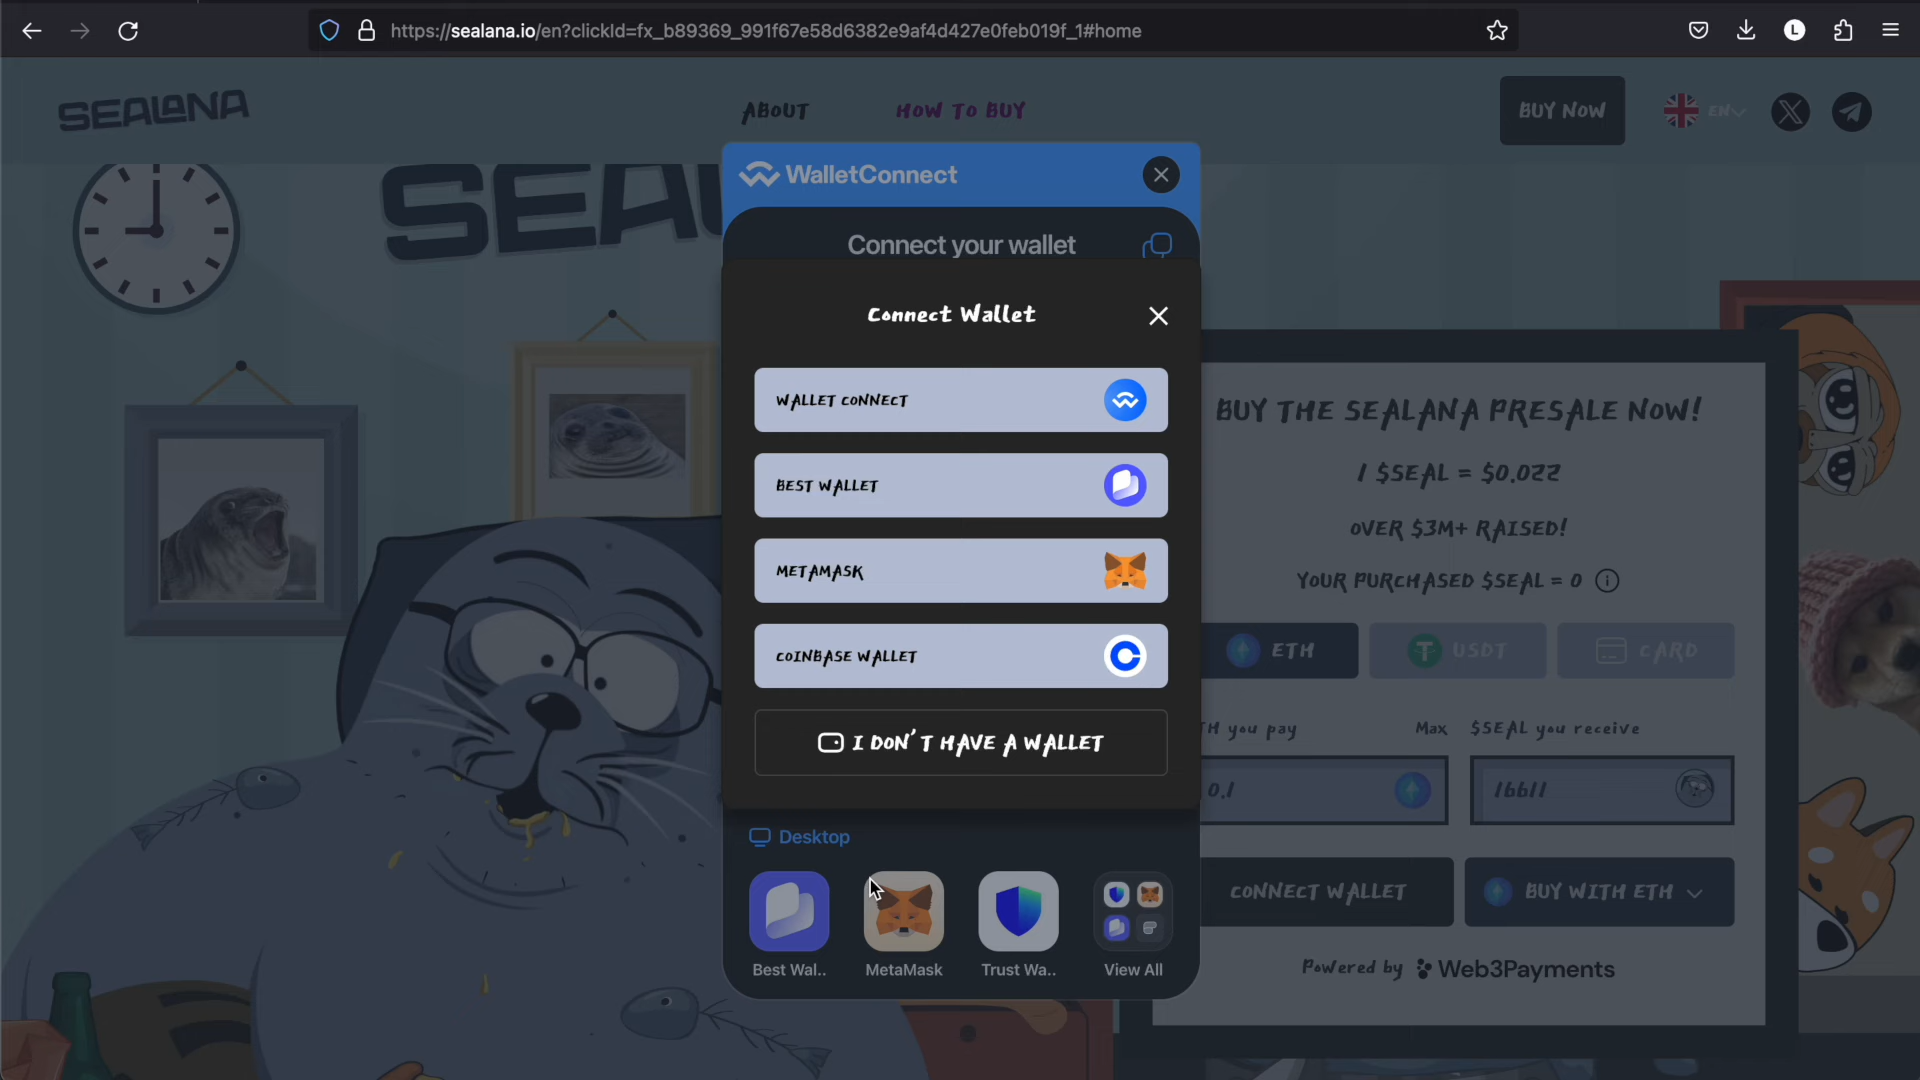 https://sealana.io/en?clickId=fx_b89369_991f67e58d6382e9af4d427e0feb019f_1#home
L
SEALANA
ABOUT
HOW TO BUY
BUY NOW
EN
WalletConnect
SEA
Connect your wallet
Connect Wallet
WALLET CONNECT
BEST WALLET
METAMASK
COINBASE WALLET
I DON'T HAVE A WALLET
Desktop
Best Wal..
MetaMask
Trust Wa..
View All
BUY THE SEALANA PRESALE NOW!
1 $SEAL = $0.022
OVER $3M+ RAISED!
YOUR PURCHASED $SEAL = 0
ETH
USDT
CARD
H you pay
Max
$SEAL you receive
0,1
16611
CONNECT WALLET
BUY WITH ETH
Powered by Web3Payments